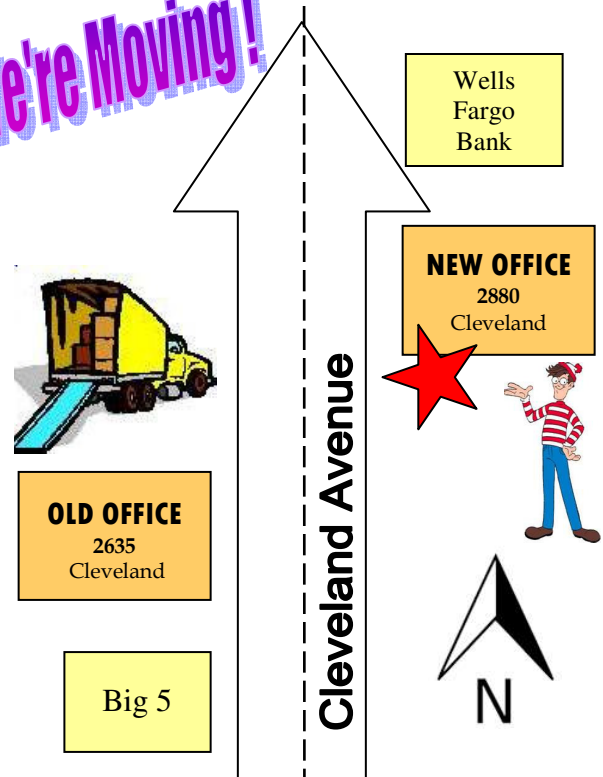 e're Moving !
Wells
Fargo
Bank
NEW OFFICE
2880
Cleveland
Cleveland Avenue
OLD OFFICE
2635
Cleveland
Big 5
N